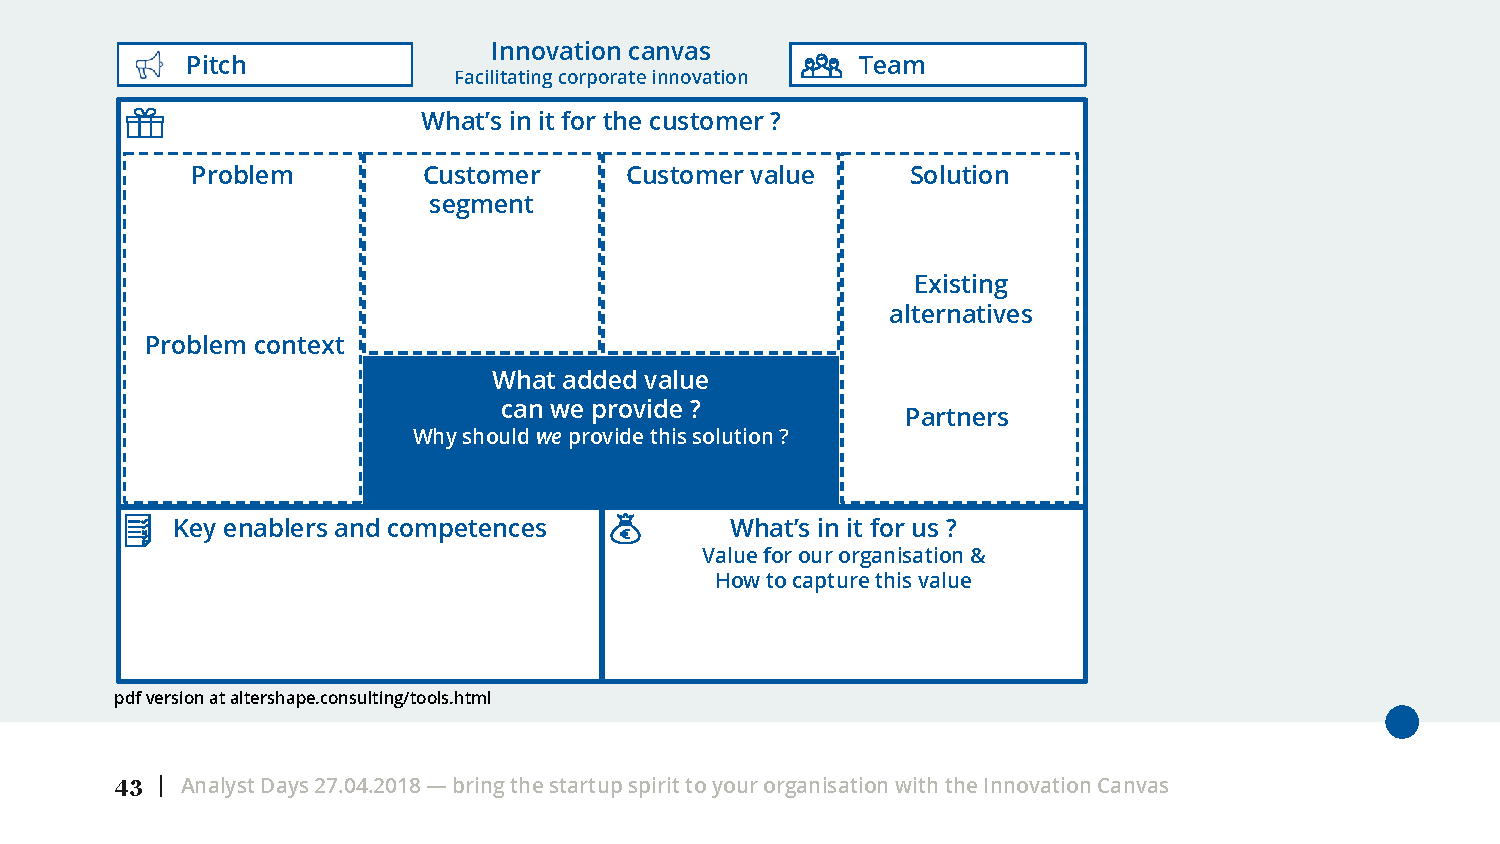 Pitch
Innovation canvas
Facilitating corporate innovation
Team
What’s in it for the customer ?
Problem
Customer
segment
Customer value
Solution
Existing
alternatives
Problem context
What added value
can we provide ?
Why should we provide this solution ?
Partners
Key enablers and competences
What’s in it for us ?
Value for our organisation &
How to capture this value
pdf version at altershape.consulting/tools.html
43 | Analyst Days 27.04.2018 — bring the startup spirit to your organisation with the Innovation Canvas